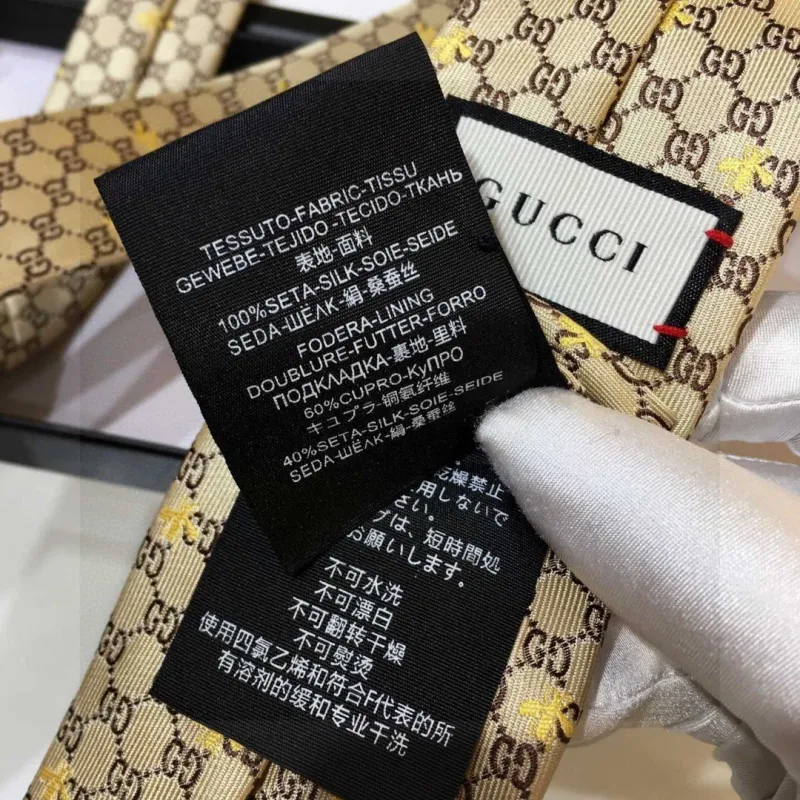 TESSUTO-FABRIC-TISSU
GEWEBE-TEJIDO -TECIDO-ТКАНЬ
表地-面料
100%SETA-SILK-SOIE-SEIDE
SEDA-ШЁЛК-絹-桑蚕丝
FODERA-LINING
DOUBLURE-FUTTER-FORRO
ПОДКЛАДКА-裏地-里料
60%CUPRO-КуПРО
キュプラ-铜氨纤维
40%SETA-SILK-SOIE-SEIDE
SEDA-ШЁЛК-絹-桑蚕丝
GUCCI
乾燥禁止
用しないで
さい。
は、短時間処
お願いします。
不可水洗
不可漂白
不可翻转干燥
不可熨烫
使用四氯乙烯和符合F代表的所
有溶剂的缓和专业干洗